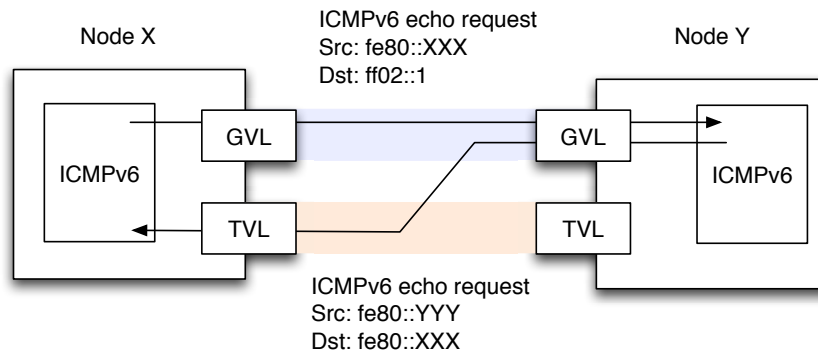 ICMPv6 echo request
Src: fe80::XXX
Dst: ff02::1
Node X
Node Y
GVL
GVL
ICMPv6
ICMPv6
TVL
TVL
ICMPv6 echo request
Src: fe80::YYY
Dst: fe80::XXX